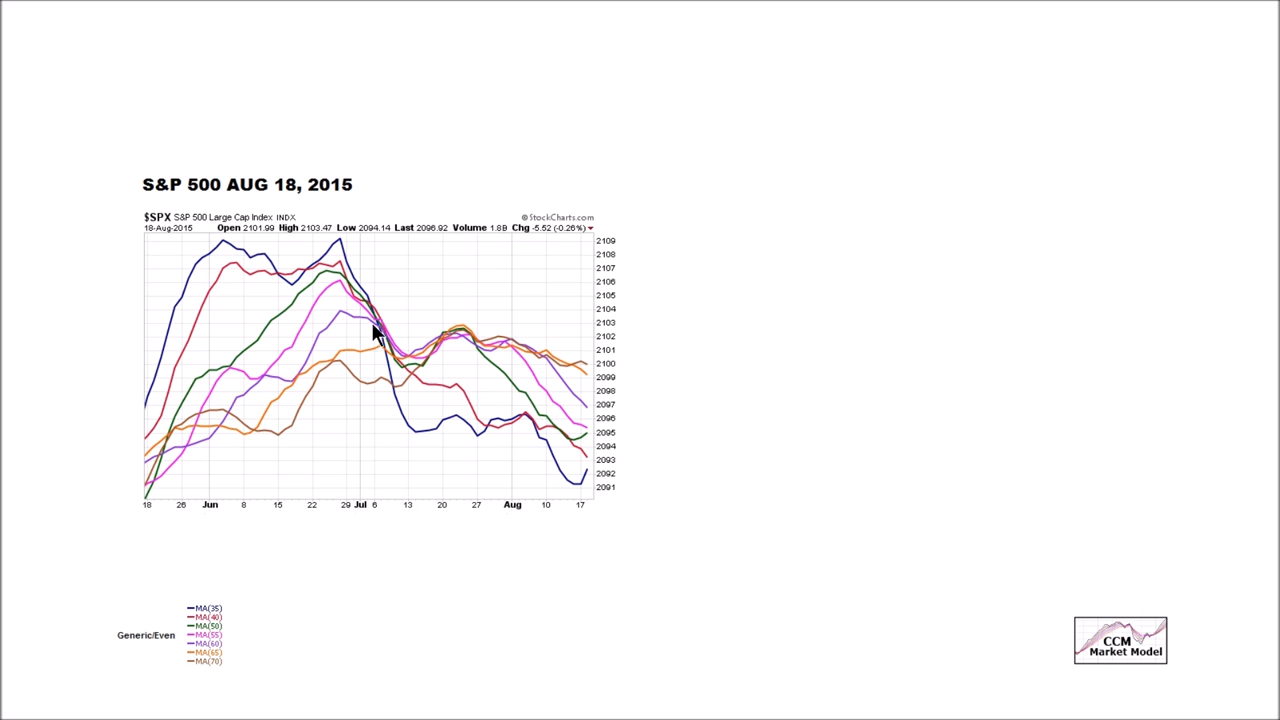 S&P 500 AUG 18, 2015
$SPX S&P 500 Large Cap Index INDX
© StockCharts.com
18-Aug-2015 Open 2101.99 High 2103.47 Low 2094.14 Last 2096.92 Volume 1.8B Chg -5.52 (-0.26%)
2109
2108
2107
2106
2105
2104
2103
2102
2101
2100
2099
2098
2097
2096
2095
2094
2093
2092
2091
18 26 Jun 8 15 22 29 Jul 6 13 20 27 Aug 10 17
Generic/Even
MA(35)
MA(40)
MA(50)
MA(55)
MA(60)
MA(65)
MA(70)
CCM
Market Model